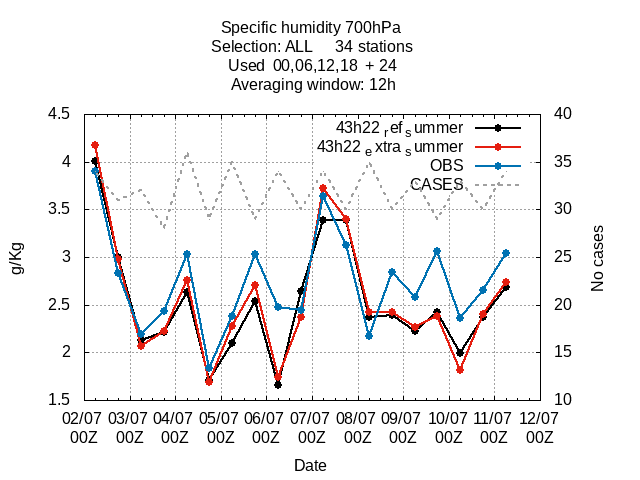 Specific humidity 700hPa
Selection: ALL 34 stations
Used 00,06,12,18 + 24
Averaging window: 12h
4.5 40
43h22 refs ummer
4 43h22 extra summer 35
OBS
CASES
3.5 30
g/Kg 3 25 No cases
2.5 20
2 15
1.5 10
02/07 03/07 04/07 05/07 06/07 07/07 08/07 09/07 10/07 11/07 12/07
00Z 00Z 00Z 00Z 00Z 00Z 00Z 00Z 00Z 00Z 00Z
Date